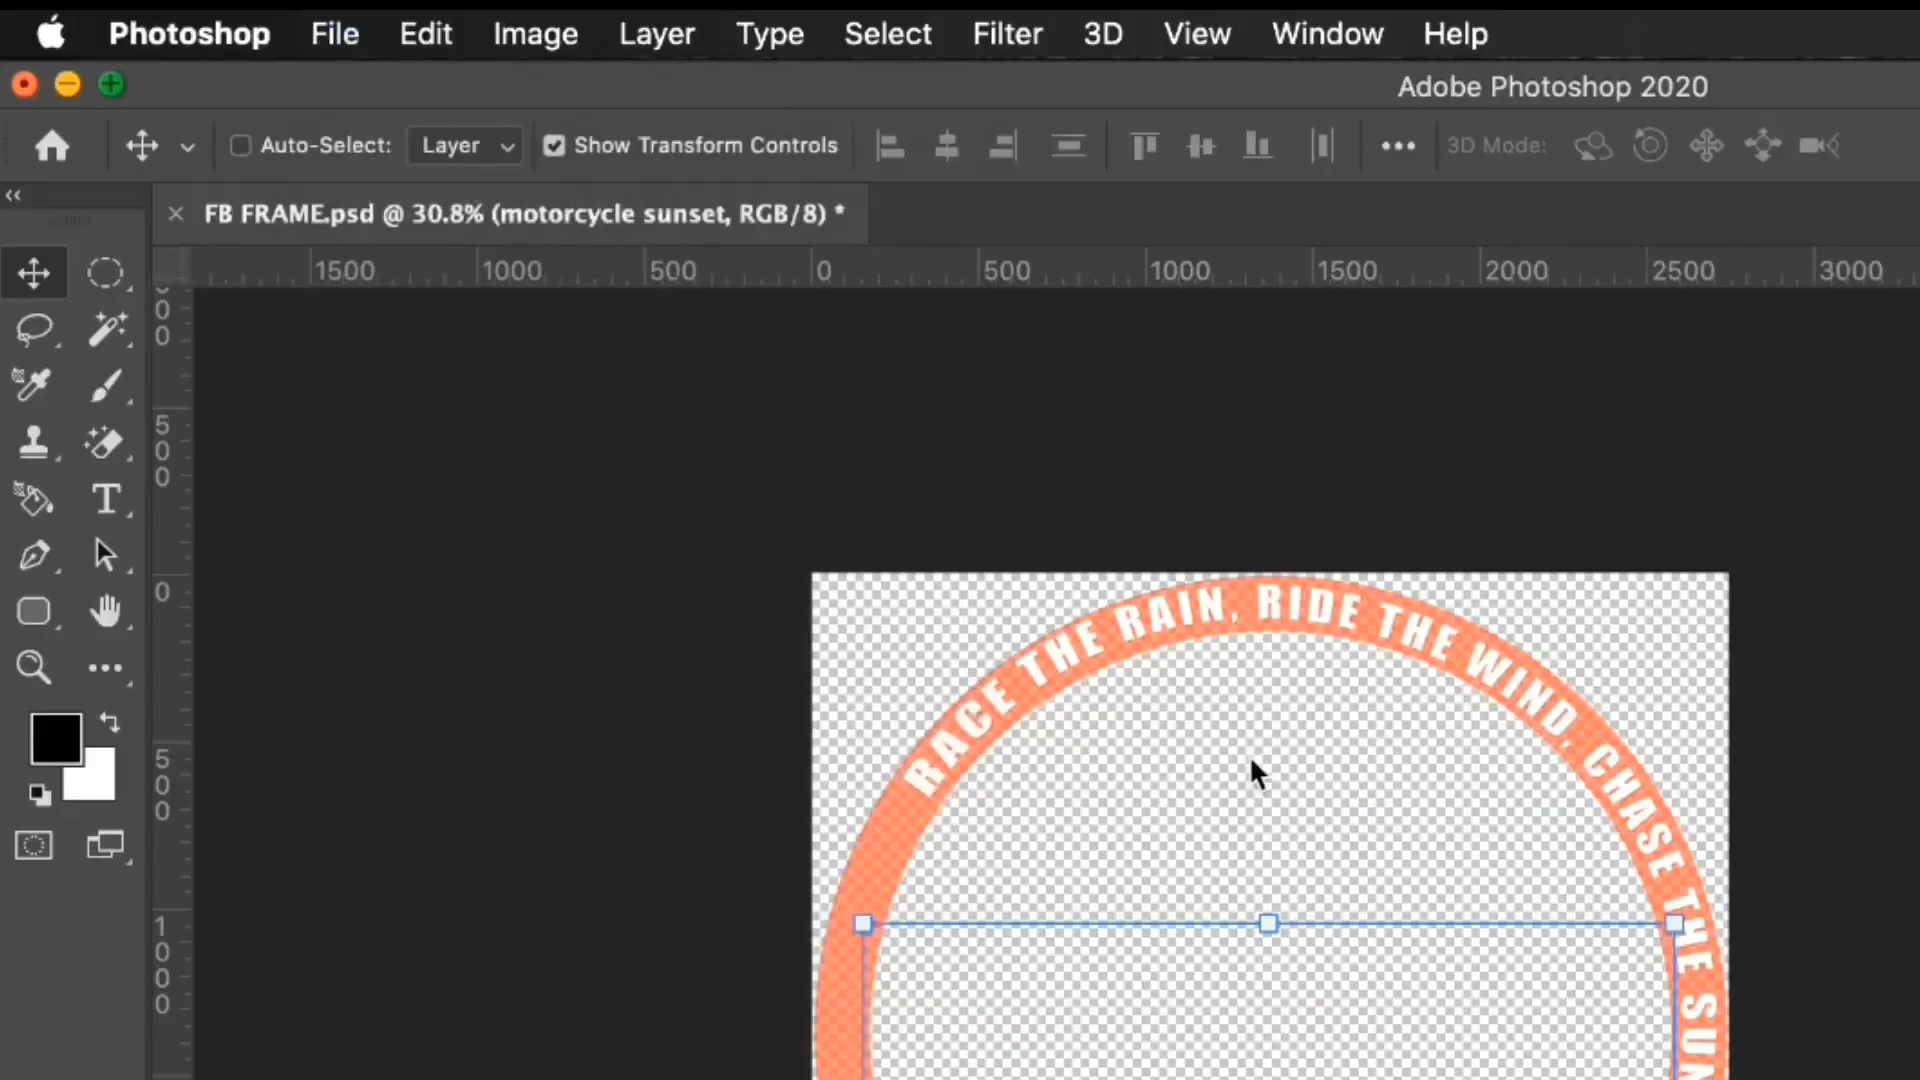 Photoshop File Edit Image Layer Type Select Filter 3D View Window Help
Adobe Photoshop 2020
Auto-Select: Layer Show Transform Controls 3D Mode:
FB FRAME.psd @ 30.8% (motorcycle sunset, RGB/8) *
1500 1000 500 0 500 1000 1500 2000 2500 3000
0
0
500
0
500
1000
RACE THE RAIN, RIDE THE WIND, CHASE THE SUN